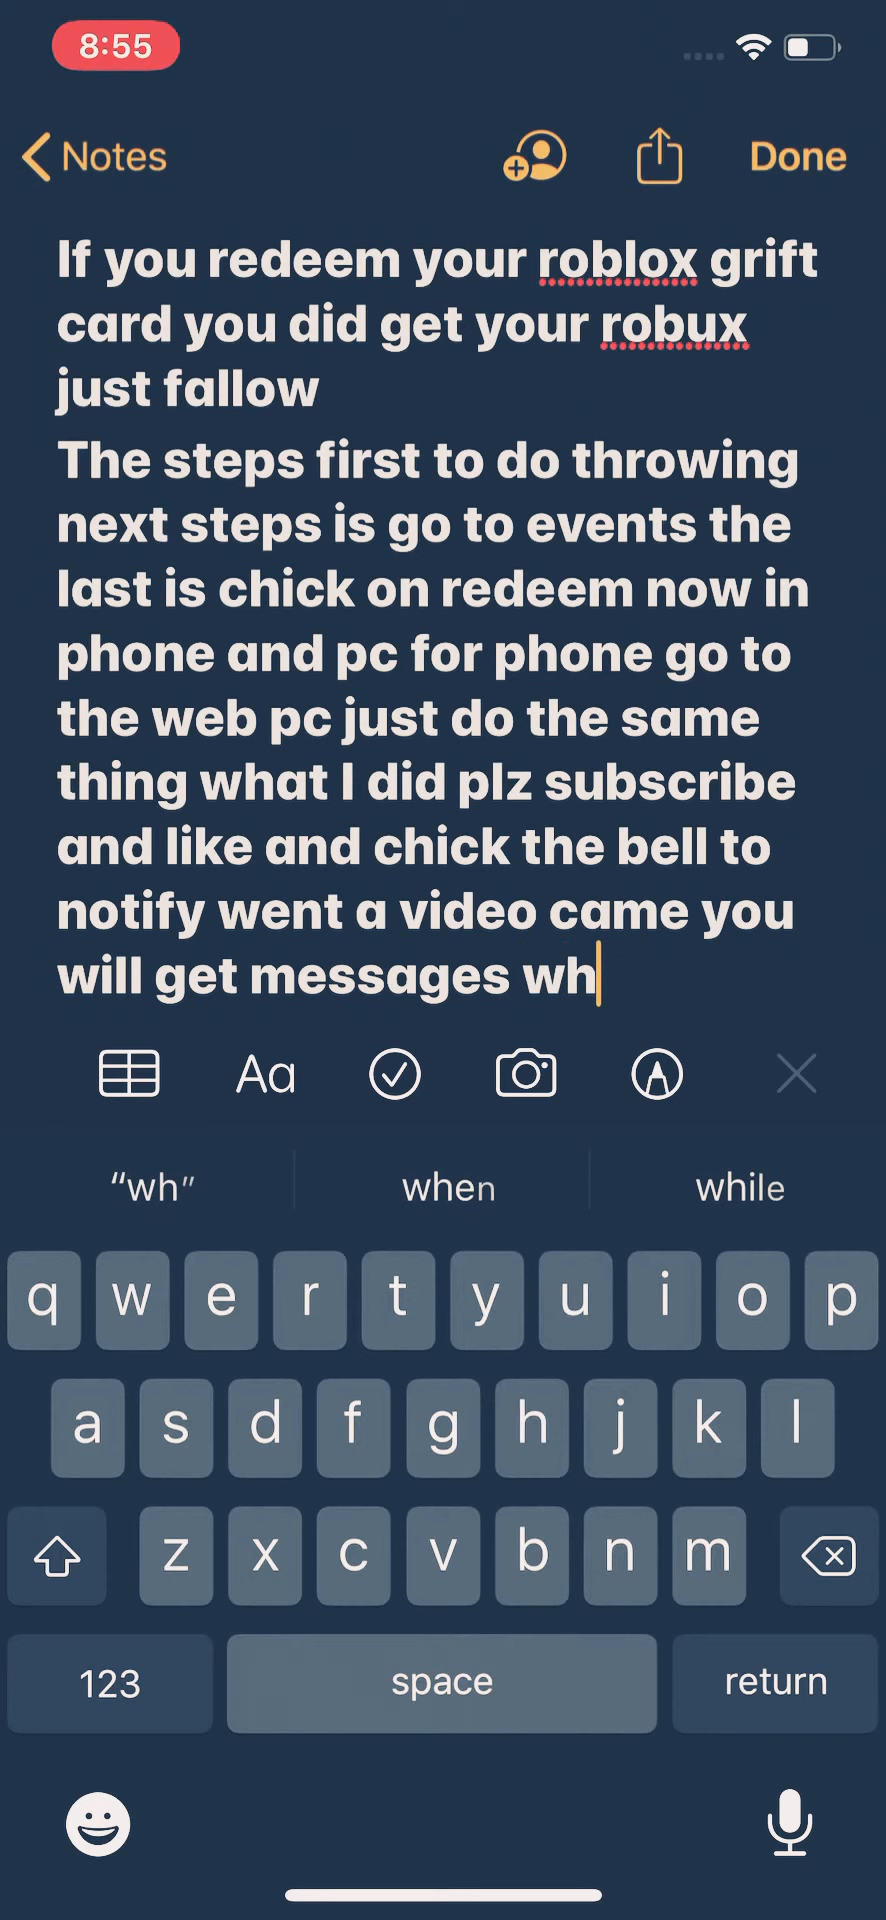 8:55
Notes
Done
If you redeem your roblox grift
card you did get your robux
just fallow
The steps first to do throwing
next steps is go to events the
last is chick on redeem now in
phone and pc for phone go to
the web pc just do the same
thing what I did plz subscribe
and like and chick the bell to
notify went a video came you
will get messages wh
Aa
“wh” when while
q w e r t y u i o p
a s d f g h j k l
z x c v b n m
123 space return